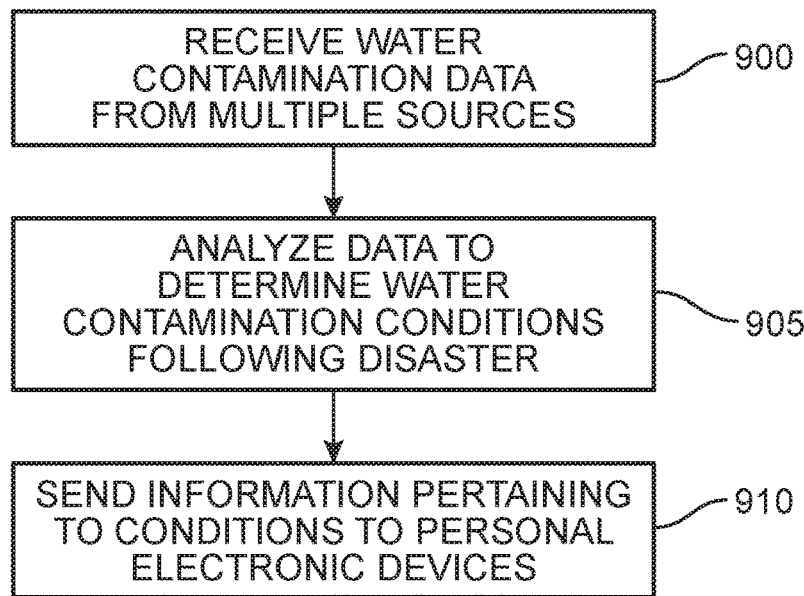 RECEIVE WATER
CONTAMINATION DATA
FROM MULTIPLE SOURCES
900
ANALYZE DATA TO
DETERMINE WATER
CONTAMINATION CONDITIONS
FOLLOWING DISASTER
905
SEND INFORMATION PERTAINING
TO CONDITIONS TO PERSONAL
ELECTRONIC DEVICES
910